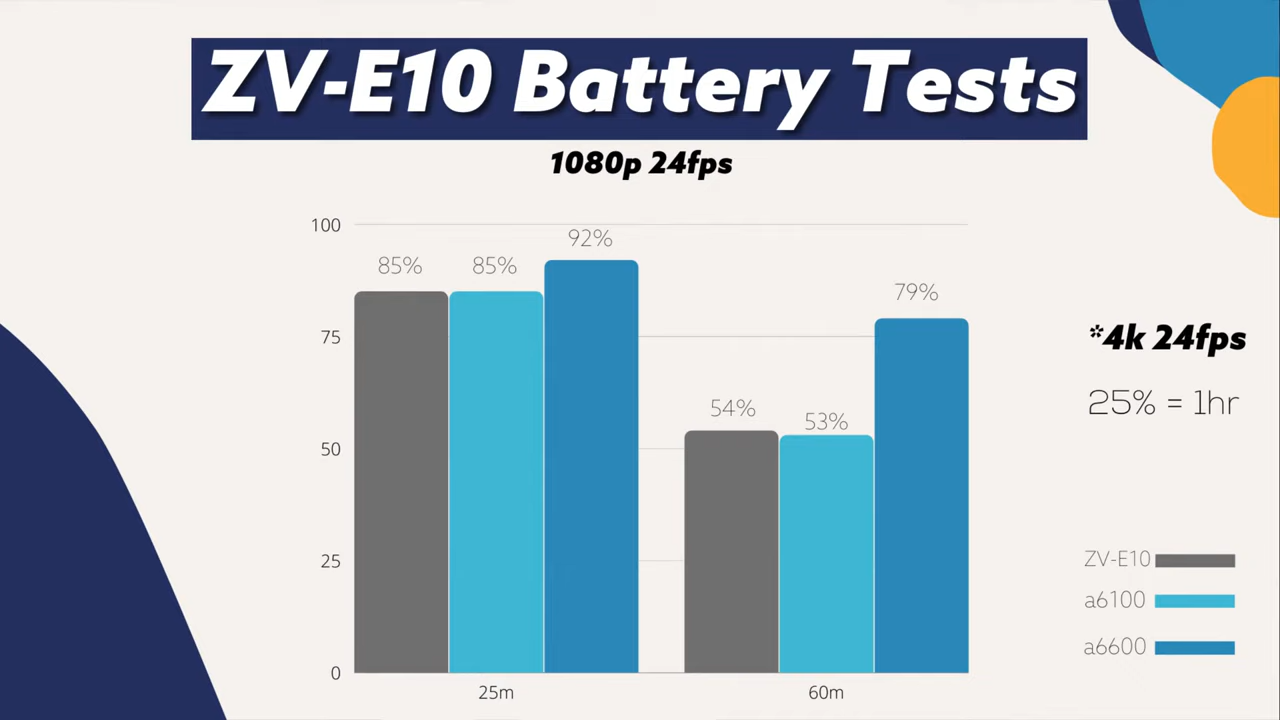 ZV-E10 Battery Tests
1080p 24fps
100
92%
85%
85%
79%
75
*4k 24fps
25% = 1hr
54%
53%
50
25
ZV-E10
a6100
a6600
0
25m
60m